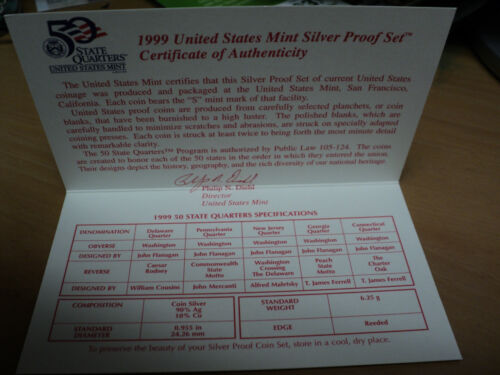 50
STATE
QUARTERS
UNITED STATES MINT
1999 United States Mint Silver Proof Set™
Certificate of Authenticity
The United States Mint certifies that this Silver Proof Set of current United States
coinage was produced and packaged at the United States Mint, San Francisco,
California. Each coin bears the "S" mint mark of that facility.
United States proof coins are produced from carefully selected planchets, or coin
blanks, that have been burnished to a high luster. The polished blanks, which are
carefully handled to minimize scratches and abrasions, are struck on specially adapted
coining presses. Each coin is struck at least twice to bring forth the most minute detail
with remarkable clarity.
The 50 State Quarters™ Program is authorized by Public Law 105-124. The coins
are created to honor each of the 50 states in the order in which they entered the union.
Their designs depict the history, geography, and the rich diversity of our national heritage.
Philip N. Diehl
Director
United States Mint
1999 50 STATE QUARTERS SPECIFICATIONS
DENOMINATION Delaware Quarter Pennsylvania Quarter New Jersey Quarter Georgia Quarter Connecticut Quarter
OBVERSE Washington Washington Washington Washington Washington
DESIGNED BY John Flanagan John Flanagan John Flanagan John Flanagan John Flanagan
REVERSE Caesar Rodney Commonwealth State Motto Washington Crossing The Delaware Peach State Motto The Charter Oak
DESIGNED BY William Cousins John Mercanti Alfred Maletsky T. James Ferrell T. James Ferrell
COMPOSITION Coin Silver 90% Ag 10% Cu STANDARD WEIGHT 6.25 g
STANDARD DIAMETER 0.955 in 24.26 mm EDGE Reeded
To preserve the beauty of your Silver Proof Coin Set, store in a cool, dry place.